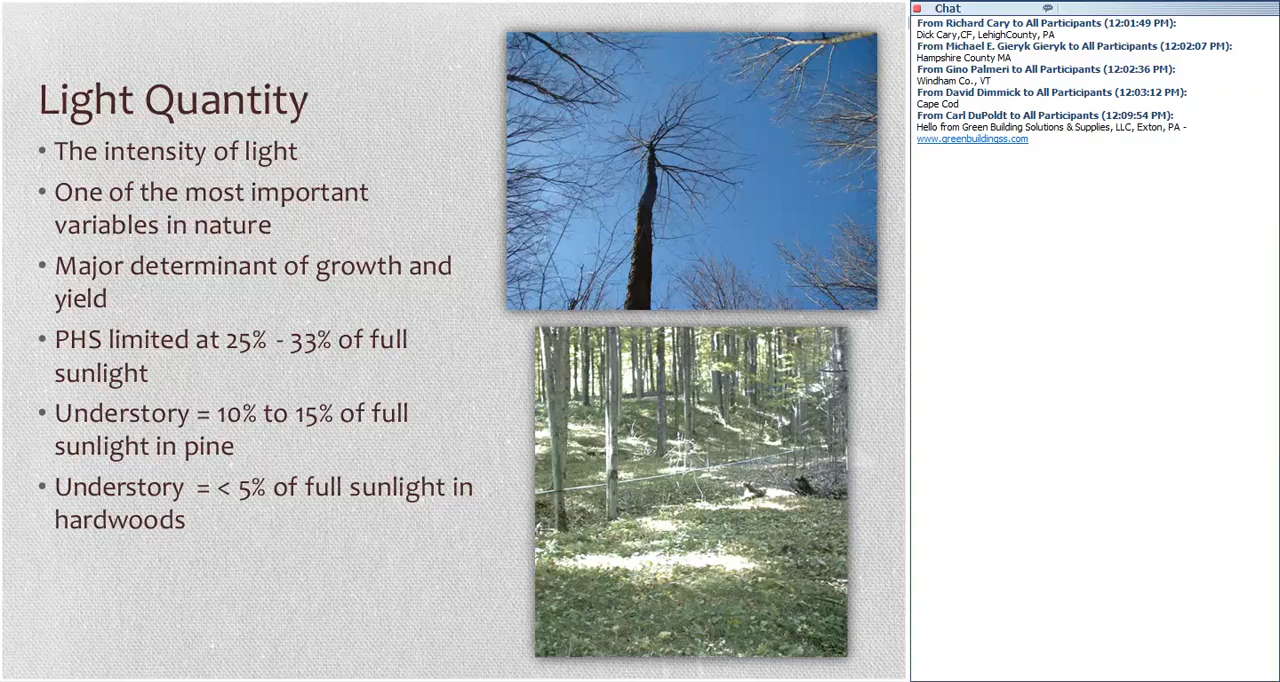 Light Quantity
• The intensity of light
• One of the most important
variables in nature
• Major determinant of growth and
yield
• PHS limited at 25% - 33% of full
sunlight
• Understory = 10% to 15% of full
sunlight in pine
• Understory = < 5% of full sunlight in
hardwoods
Chat
From Richard Cary to All Participants (12:01:49 PM):
Dick Cary,CF, LehighCounty, PA
From Michael E. Gieryk Gieryk to All Participants (12:02:07 PM):
Hampshire County MA
From Gino Palmeri to All Participants (12:02:36 PM):
Windham Co., VT
From David Dimmick to All Participants (12:03:12 PM):
Cape Cod
From Carl DuPoldt to All Participants (12:09:54 PM):
Hello from Green Building Solutions & Supplies, LLC, Exton, PA -
www.greenbuildingss.com